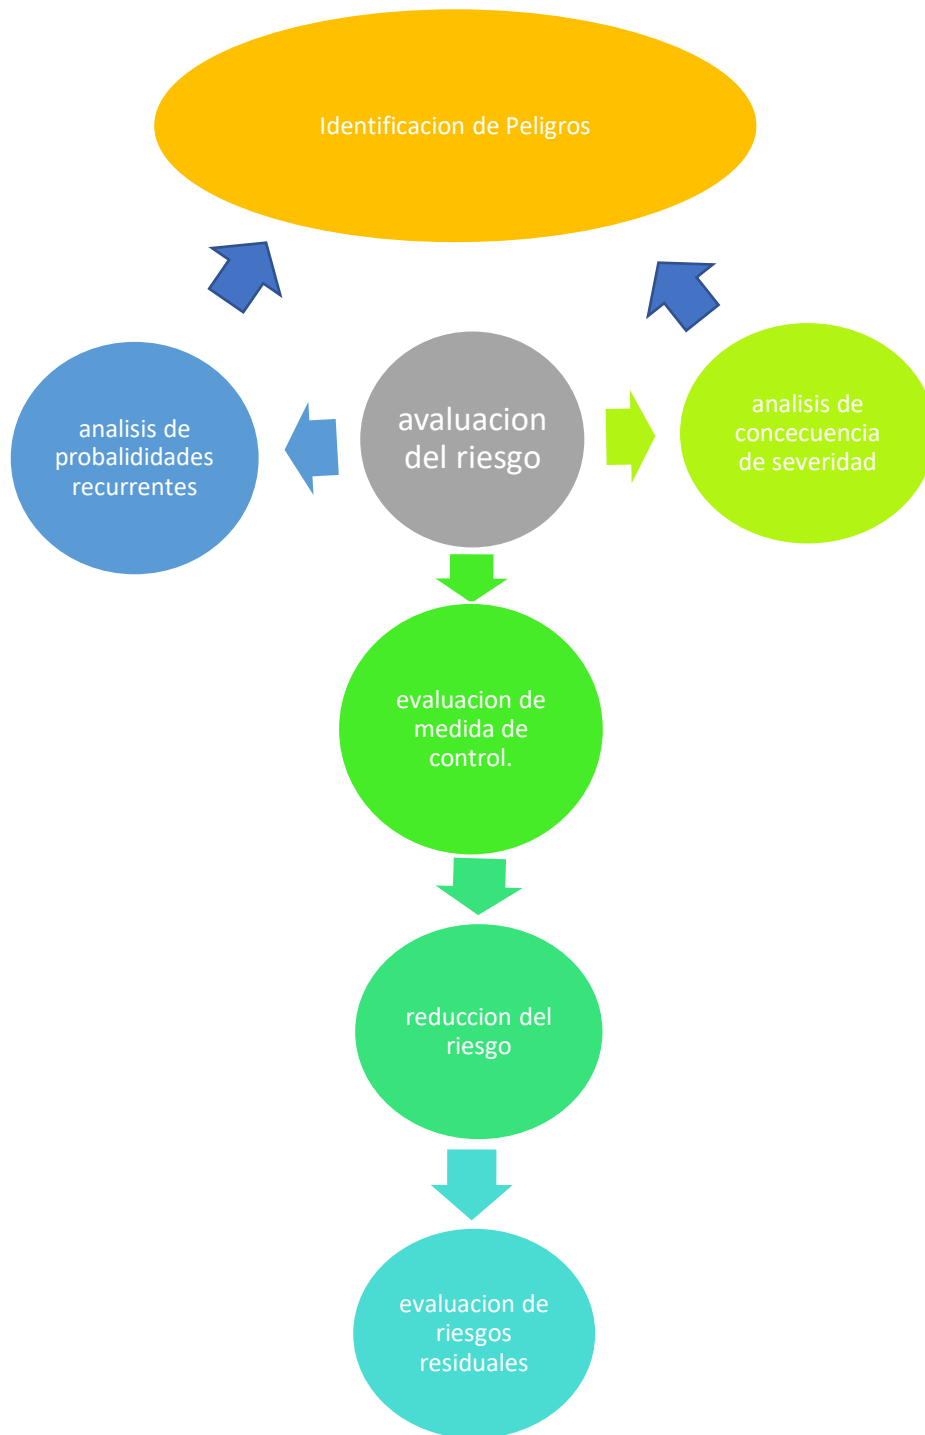 Identificacion de Peligros
analisis de
probalididades
recurrentes
avaluacion
del riesgo
analisis de
concecuencia
de severidad
evaluacion de
medida de
control.
reduccion del
riesgo
evaluacion de
riesgos
residuales